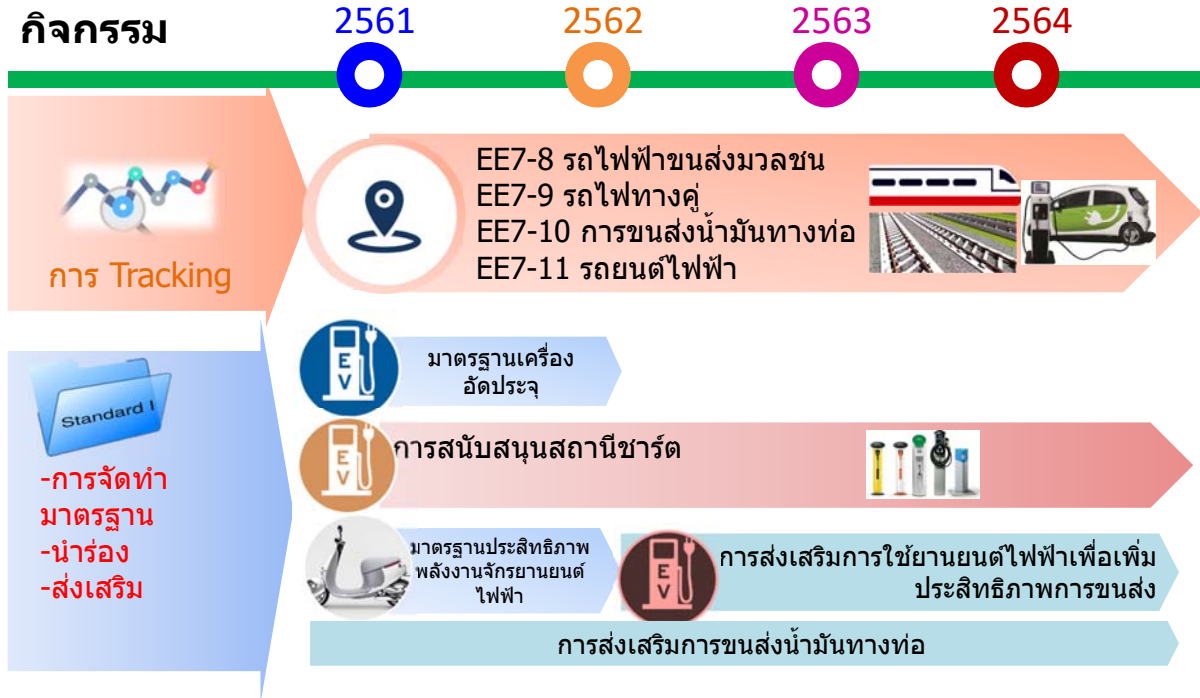 กิจกรรม
2561
2562
2563
2564
การ Tracking
EE7-8 รถไฟฟ้าขนส่งมวลชน
EE7-9 รถไฟทางคู่
EE7-10 การขนส่งน้ำมันทางท่อ
EE7-11 รถยนต์ไฟฟ้า
Standard I
-การจัดทำ
มาตรฐาน
-นำร่อง
-ส่งเสริม
EV
มาตรฐานเครื่อง
อัดประจุ
EV
การสนับสนุนสถานีชาร์ต
มาตรฐานประสิทธิภาพ
พลังงานจักรยานยนต์
ไฟฟ้า
EV
การส่งเสริมการใช้ยานยนต์ไฟฟ้าเพื่อเพิ่ม
ประสิทธิภาพการขนส่ง
การส่งเสริมการขนส่งน้ำมันทางท่อ